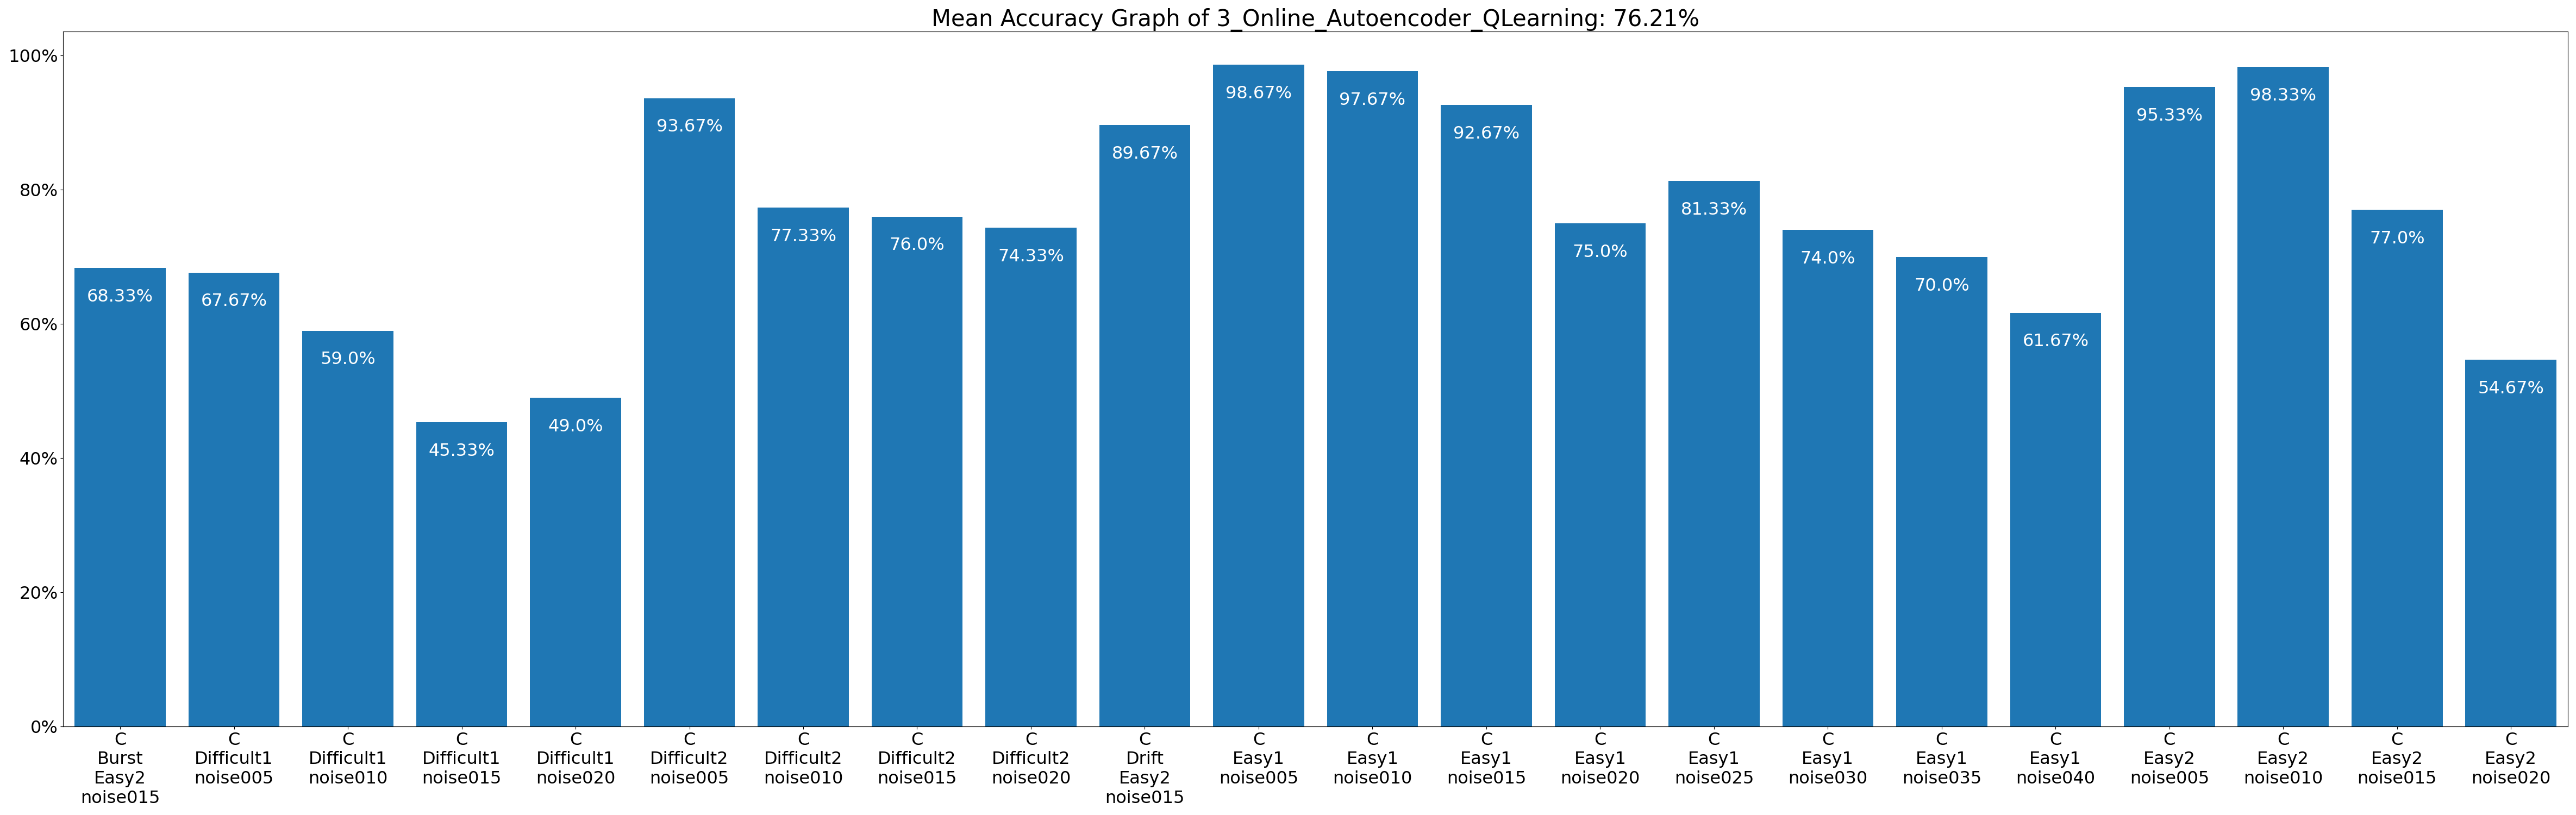 Mean Accuracy Graph of 3_Online_Autoencoder_QLearning: 76.21%
100%
80%
60%
40%
20%
0%
68.33%
67.67%
59.0%
45.33%
49.0%
93.67%
77.33%
76.0%
74.33%
89.67%
98.67%
97.67%
92.67%
75.0%
81.33%
74.0%
70.0%
61.67%
95.33%
98.33%
77.0%
54.67%
C
Burst
Easy2
noise015
C
Difficult1
noise005
C
Difficult1
noise010
C
Difficult1
noise015
C
Difficult1
noise020
C
Difficult2
noise005
C
Difficult2
noise010
C
Difficult2
noise015
C
Difficult2
noise020
C
Drift
Easy2
noise015
C
Easy1
noise005
C
Easy1
noise010
C
Easy1
noise015
C
Easy1
noise020
C
Easy1
noise025
C
Easy1
noise030
C
Easy1
noise035
C
Easy1
noise040
C
Easy2
noise005
C
Easy2
noise010
C
Easy2
noise015
C
Easy2
noise020